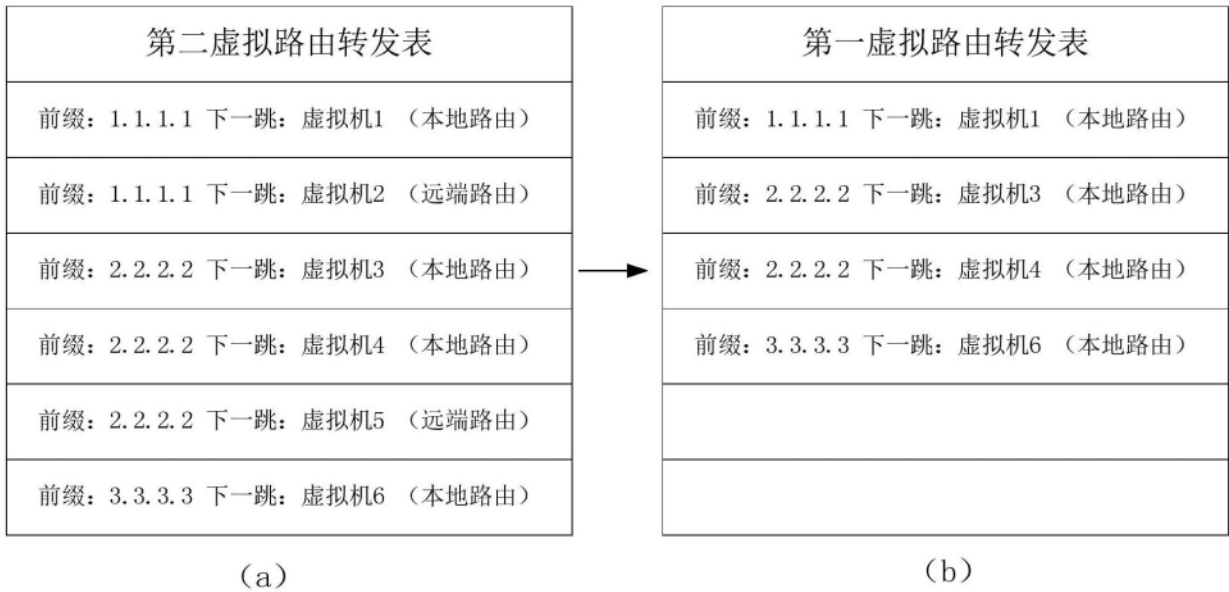 第二虚拟路由转发表
前缀：1.1.1.1 下一跳：虚拟机1 （本地路由）
前缀：1.1.1.1 下一跳：虚拟机2 （远端路由）
前缀：2.2.2.2 下一跳：虚拟机3 （本地路由）
前缀：2.2.2.2 下一跳：虚拟机4 （本地路由）
前缀：2.2.2.2 下一跳：虚拟机5 （远端路由）
前缀：3.3.3.3 下一跳：虚拟机6 （本地路由）
（a）
第一虚拟路由转发表
前缀：1.1.1.1 下一跳：虚拟机1 （本地路由）
前缀：2.2.2.2 下一跳：虚拟机3 （本地路由）
前缀：2.2.2.2 下一跳：虚拟机4 （本地路由）
前缀：3.3.3.3 下一跳：虚拟机6 （本地路由）
（b）